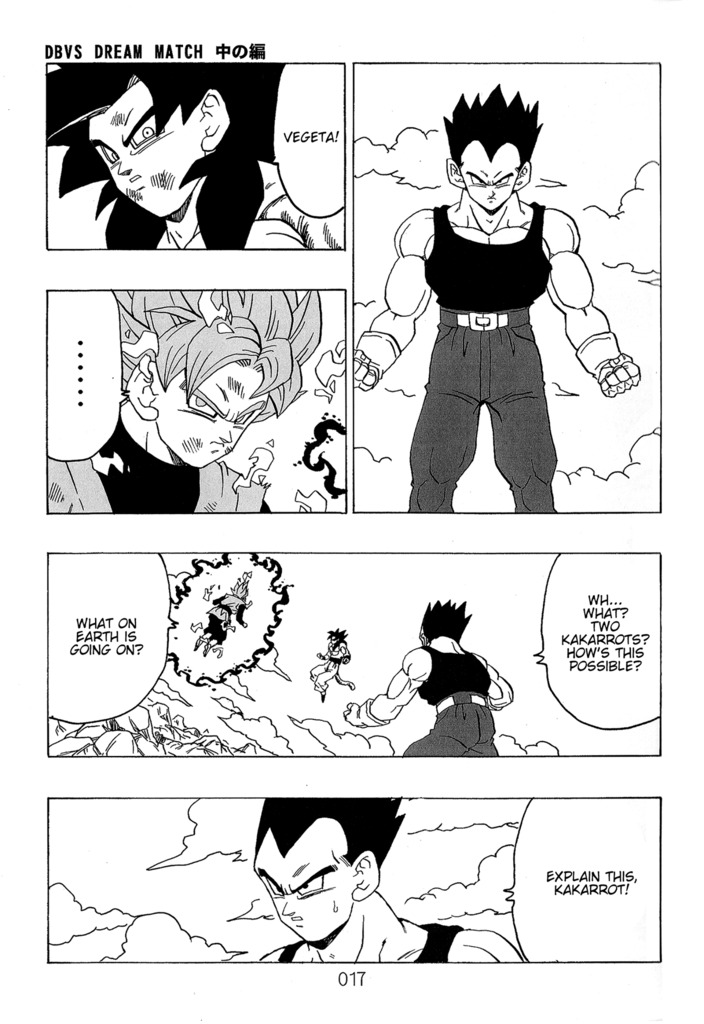 DBVS DREAM MATCH 中の編
VEGETA!
......
WH...
WHAT?
TWO
KAKARROTS?
HOW'S THIS
POSSIBLE?
WHAT ON
EARTH IS
GOING ON?
EXPLAIN THIS,
KAKARROT!
017